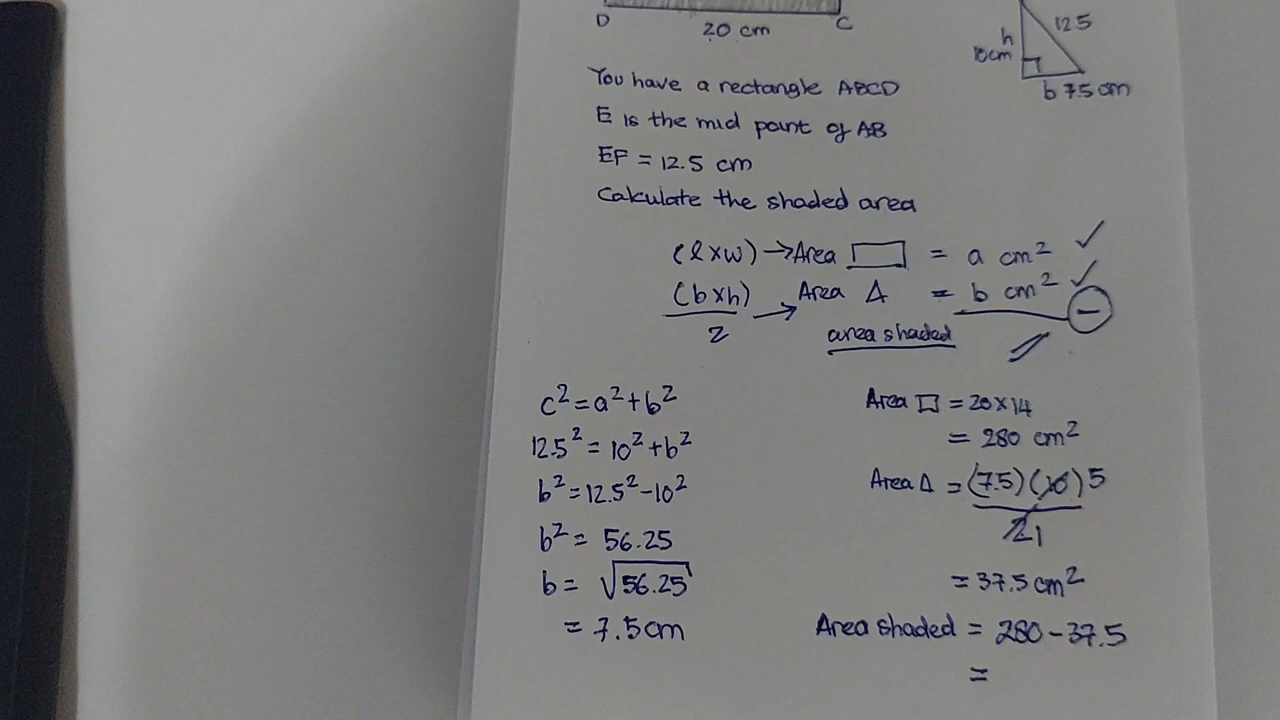 D 20 cm C
h 12.5
10cm
b 7.5 cm
You have a rectangle ABCD
E is the mid point of AB
EF = 12.5 cm
Calculate the shaded area
(l×w) → Area ▭ = a cm² ✓
(b×h)/2 → Area Δ = b cm² ✓ −
area shaded
c² = a² + b²
12.5² = 10² + b²
b² = 12.5² − 10²
b² = 56.25
b = √56.25
= 7.5 cm
Area □ = 20 × 14
= 280 cm²
Area Δ = (7.5)(10) 5
2 1
= 37.5 cm²
Area shaded = 280 − 37.5
=